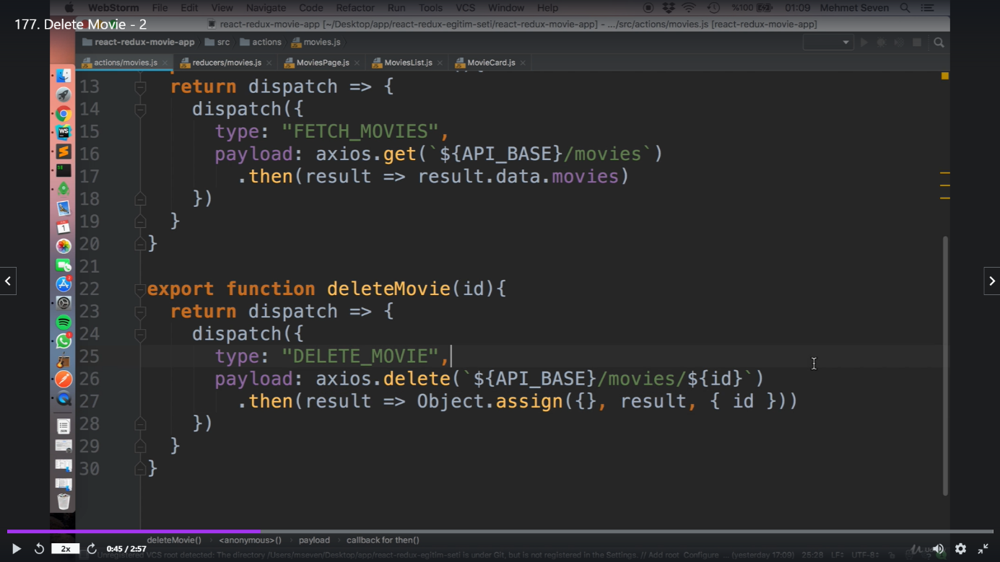 WebStorm File Edit View Navigate Code Refactor Run Tools VCS Window Help %100 01:09 Mehmet Seven
177. Delete Movie - 2
react-redux-movie-app [~/Desktop/app/react-redux-egitim-seti/react-redux-movie-app] - .../src/actions/movies.js [react-redux-movie-app]
react-redux-movie-app src actions movies.js
actions/movies.js reducers/movies.js MoviesPage.js MoviesList.js MovieCard.js
13 return dispatch => {
14 dispatch({
15 type: "FETCH_MOVIES",
16 payload: axios.get(`${API_BASE}/movies`)
17 .then(result => result.data.movies)
18 })
19 }
20 }
21
22 export function deleteMovie(id){
23 return dispatch => {
24 dispatch({
25 type: "DELETE_MOVIE",
26 payload: axios.delete(`${API_BASE}/movies/${id}`)
27 .then(result => Object.assign({}, result, { id }))
28 })
29 }
30 }
deleteMovie() <anonymous>() payload callback for then()
2x 0:45 / 2:57
Unregistered VCS root detected: The directory /Users/mseven/Desktop/app/react-redux-egitim-seti is under Git, but is not registered in the Settings. // Add root Configure ... (yesterday 17:09) 25:28 LF UTF-8